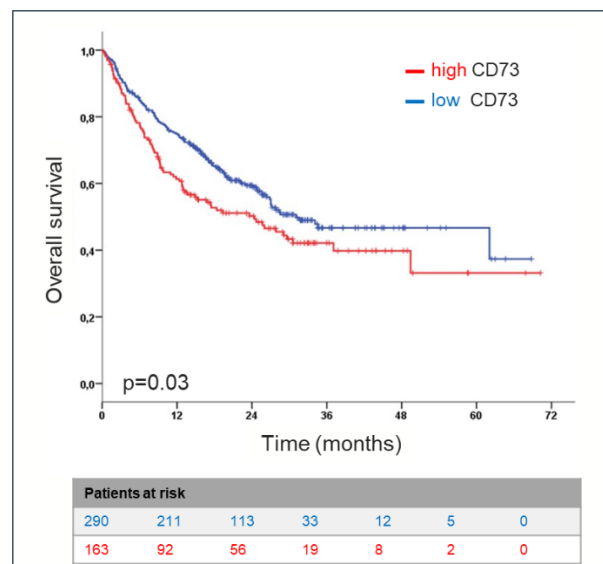 1,0
high CD73
low CD73
0,8
0,6
Overall survival
0,4
0,2
0,0
p=0.03
0 12 24 36 48 60 72
Time (months)
Patients at risk
290 211 113 33 12 5 0
163 92 56 19 8 2 0